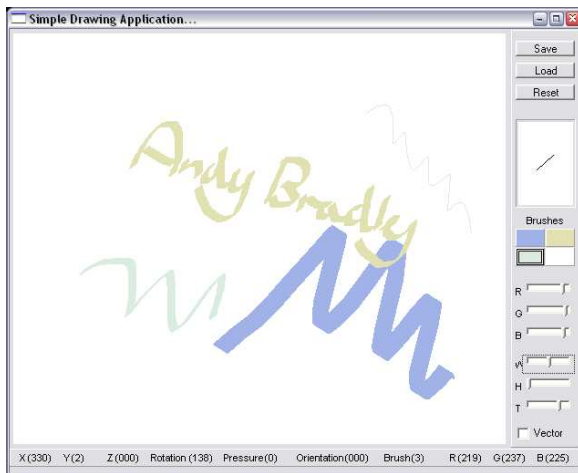 Simple Drawing Application...
Save
Load
Reset
Andy Bradly
Brushes
R
G
B
W
H
T
Vector
X(330) Y(2) Z(000) Rotation (138) Pressure(0) Orientation(000) Brush(3) R(219) G(237) B(225)